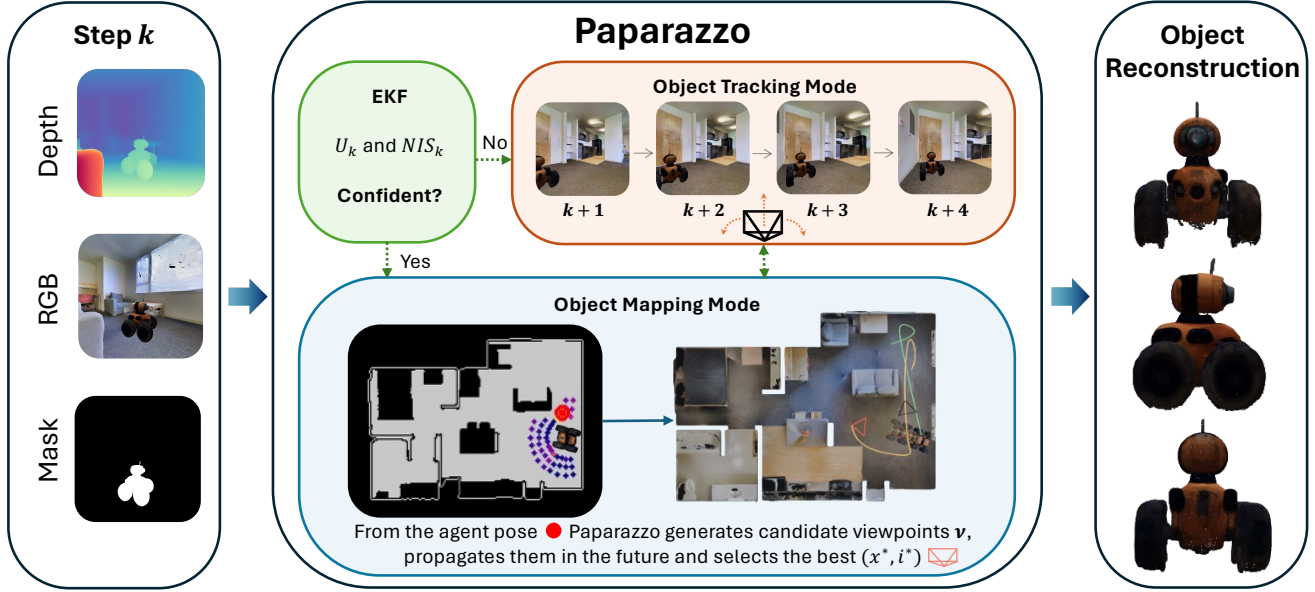 Step k
Depth
RGB
Mask
Paparazzo
EKF
U_k and NIS_k
Confident?
No
Yes
Object Tracking Mode
k + 1
k + 2
k + 3
k + 4
Object Mapping Mode
From the agent pose Paparazzo generates candidate viewpoints ν,
propagates them in the future and selects the best (x*, i*)
Object
Reconstruction